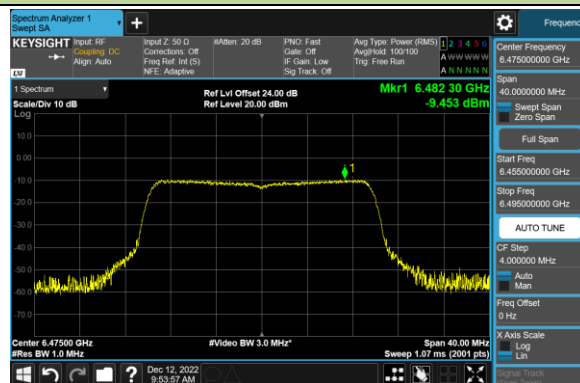 Spectrum Analyzer 1
Swept SA
Frequency
KEYSIGHT
Input: RF
Coupling: DC
Align: Auto
Input Z: 50 Ω
Corrections: Off
Freq Ref: Int (S)
NFE: Adaptive
#Atten: 20 dB
PNO: Fast
Gate: Off
IF Gain: Low
Sig Track: Off
Avg Type: Power (RMS)
Avg|Hold: 100/100
Trig: Free Run
1 2 3 4 5 6
A W W W W W
A N N N N N
LXI
1 Spectrum
Scale/Div 10 dB
Ref Lvl Offset 24.00 dB
Ref Level 20.00 dBm
Mkr1 6.482 30 GHz
-9.453 dBm
Log
10.0
0.00
-10.0
-20.0
-30.0
-40.0
-50.0
-60.0
-70.0
1
Center 6.47500 GHz
#Res BW 1.0 MHz
#Video BW 3.0 MHz*
Span 40.00 MHz
Sweep 1.07 ms (2001 pts)
Center Frequency
6.475000000 GHz
Span
40.0000000 MHz
Swept Span
Zero Span
Full Span
Start Freq
6.455000000 GHz
Stop Freq
6.495000000 GHz
AUTO TUNE
CF Step
4.000000 MHz
Auto
Man
Freq Offset
0 Hz
X Axis Scale
Log
Lin
Signal Track
Dec 12, 2022
9:53:57 AM
?